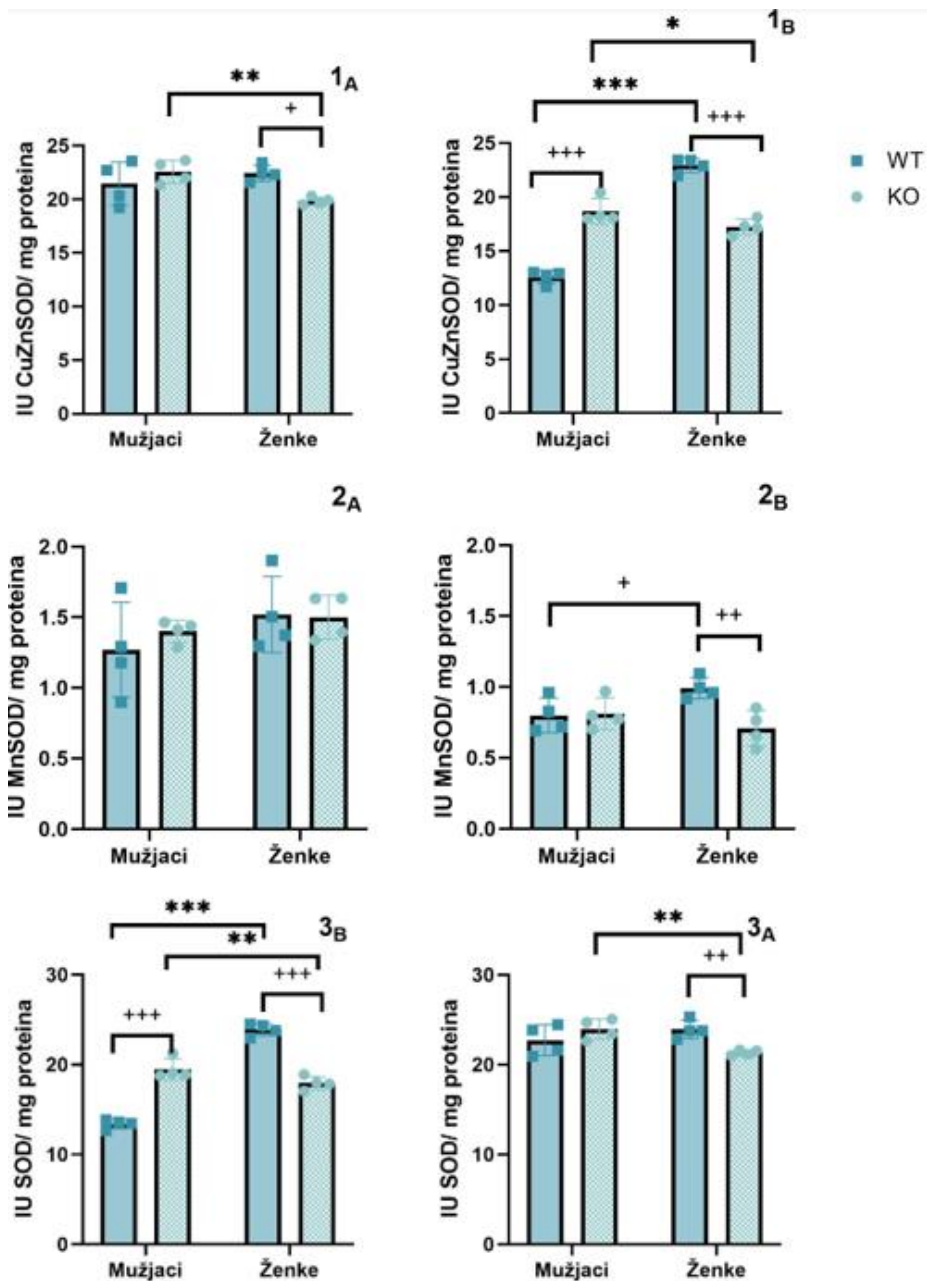 1A
**
+
25
20
15
10
5
0
IU CuZnSOD/ mg proteina
Mužjaci
Ženke
1B
*
***
+++
+++
25
20
15
10
5
0
IU CuZnSOD/ mg proteina
Mužjaci
Ženke
WT
KO
2A
2.0
1.5
1.0
0.5
0.0
IU MnSOD/ mg proteina
Mužjaci
Ženke
2B
+
++
2.0
1.5
1.0
0.5
0.0
IU MnSOD/ mg proteina
Mužjaci
Ženke
3B
***
**
+++
+++
30
20
10
0
IU SOD/ mg proteina
Mužjaci
Ženke
3A
**
++
30
20
10
0
IU SOD/ mg proteina
Mužjaci
Ženke